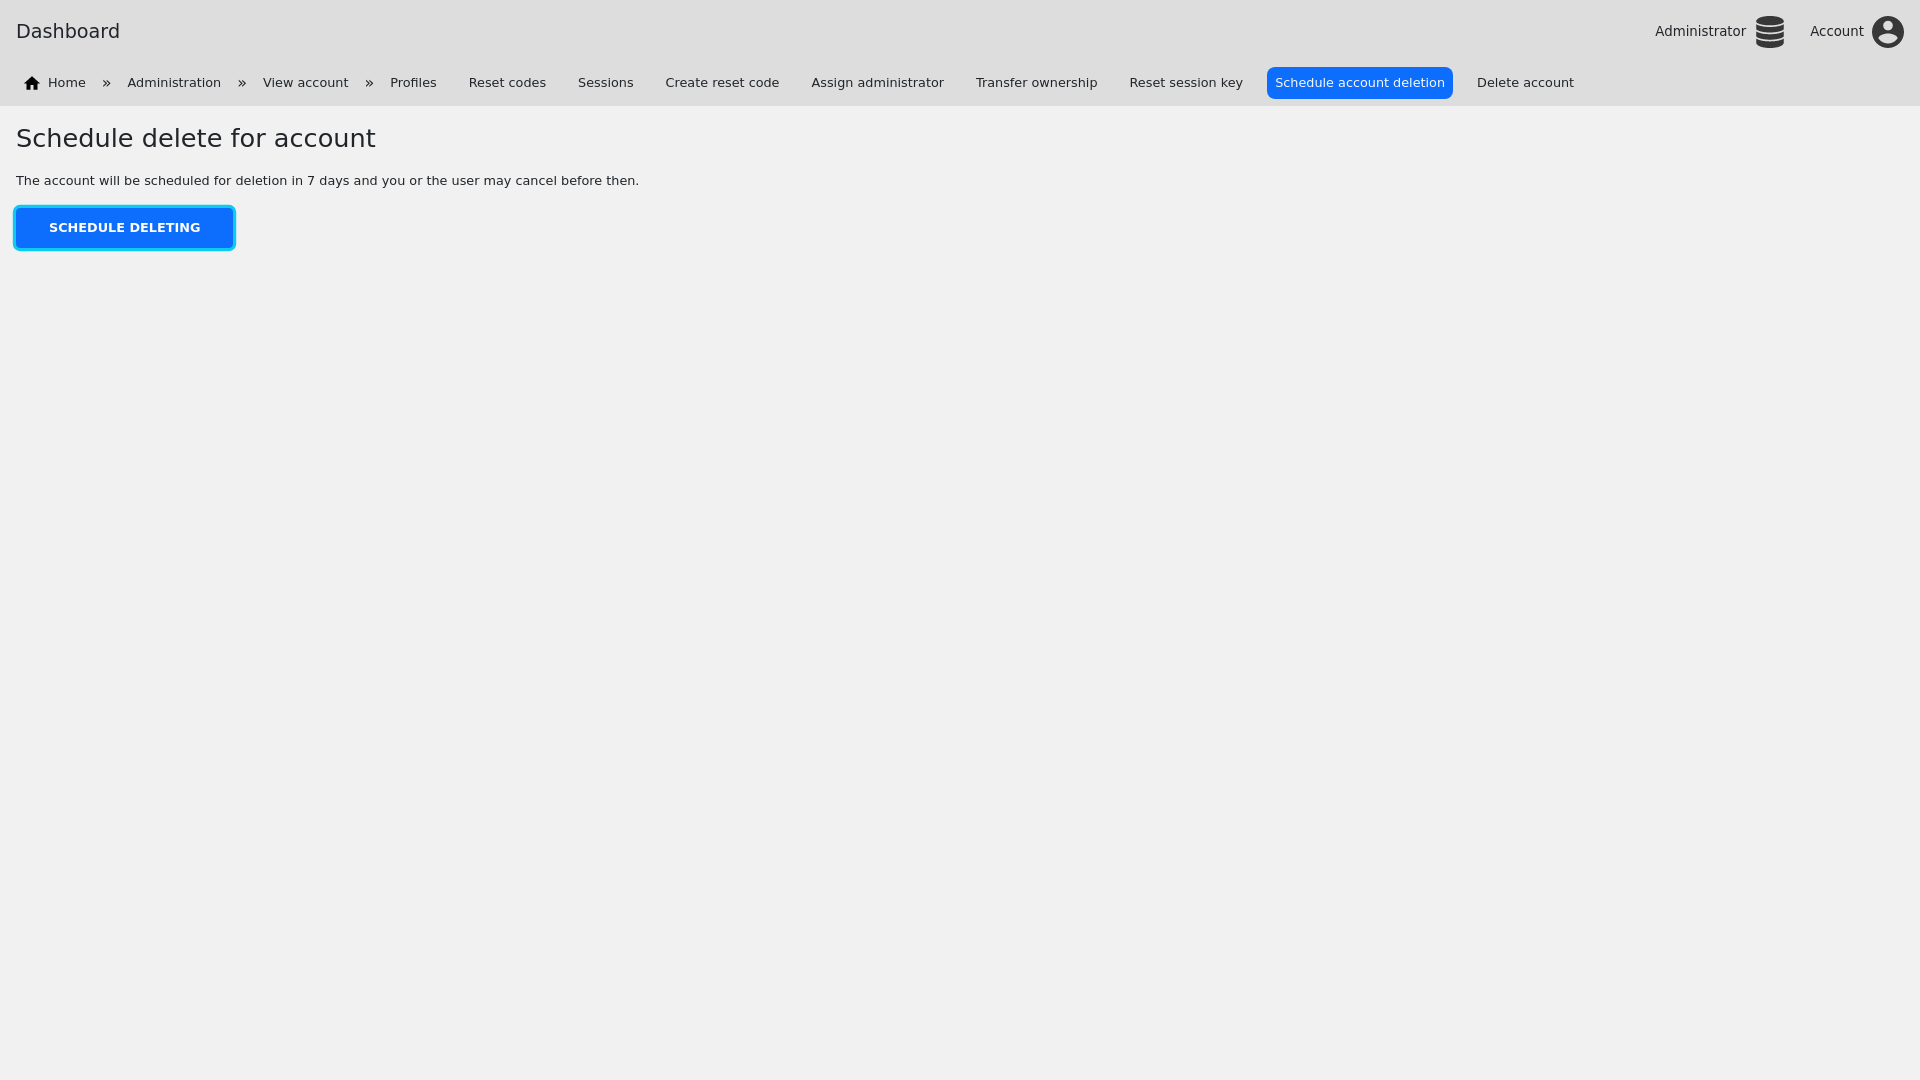 Dashboard
Administrator
Account
Home » Administration » View account » Profiles Reset codes Sessions Create reset code Assign administrator Transfer ownership Reset session key Schedule account deletion Delete account
Schedule delete for account
The account will be scheduled for deletion in 7 days and you or the user may cancel before then.
SCHEDULE DELETING